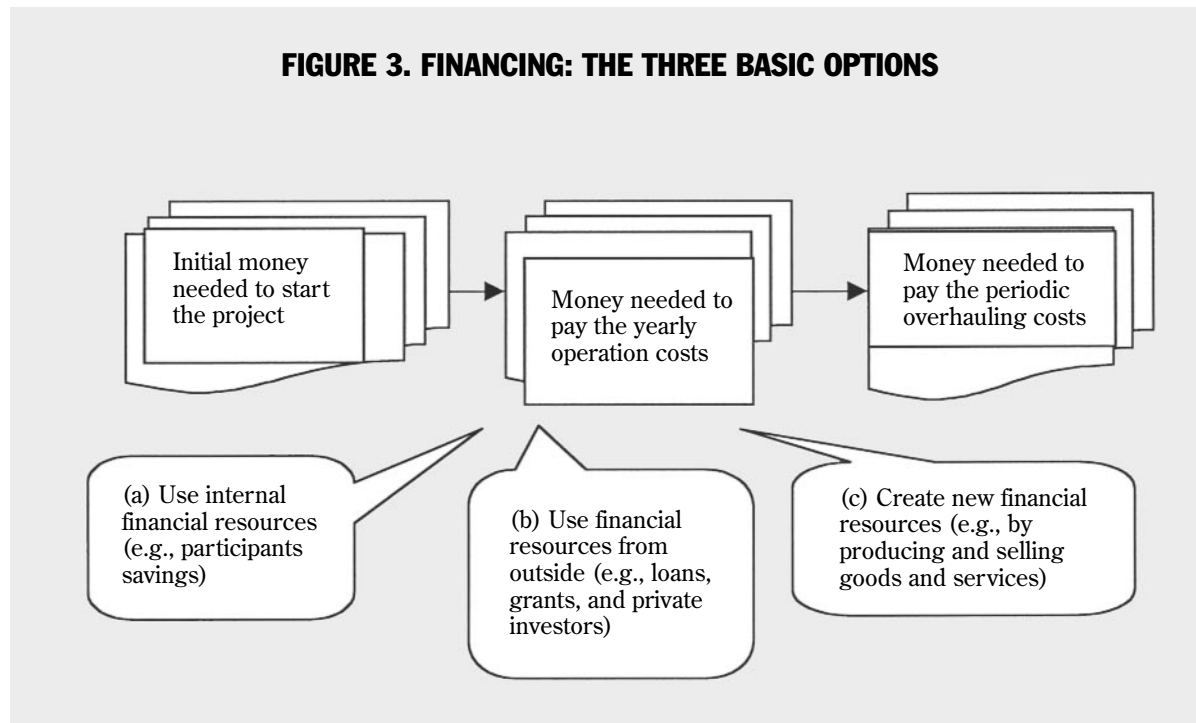 FIGURE 3. FINANCING: THE THREE BASIC OPTIONS
Initial money
needed to start
the project
Money needed to
pay the yearly
operation costs
Money needed to
pay the periodic
overhauling costs
(a) Use internal
financial resources
(e.g., participants
savings)
(b) Use financial
resources from
outside (e.g., loans,
grants, and private
investors)
(c) Create new financial
resources (e.g., by
producing and selling
goods and services)